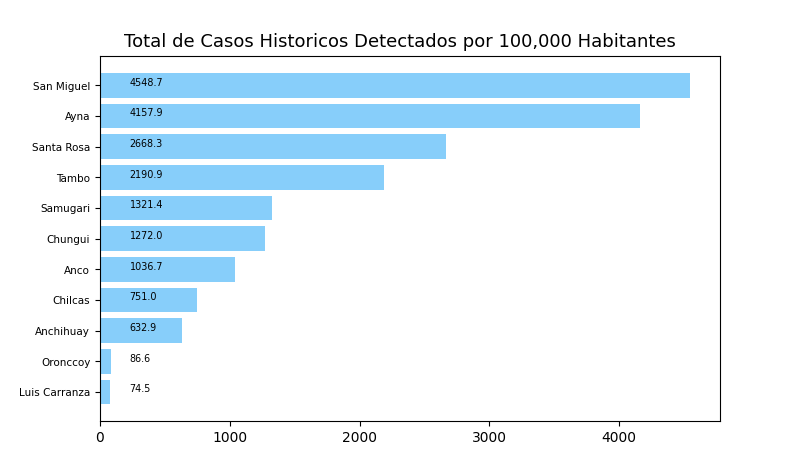 Total de Casos Historicos Detectados por 100,000 Habitantes
San Miguel 4548.7
Ayna 4157.9
Santa Rosa 2668.3
Tambo 2190.9
Samugari 1321.4
Chungui 1272.0
Anco 1036.7
Chilcas 751.0
Anchihuay 632.9
Oronccoy 86.6
Luis Carranza 74.5
0 1000 2000 3000 4000